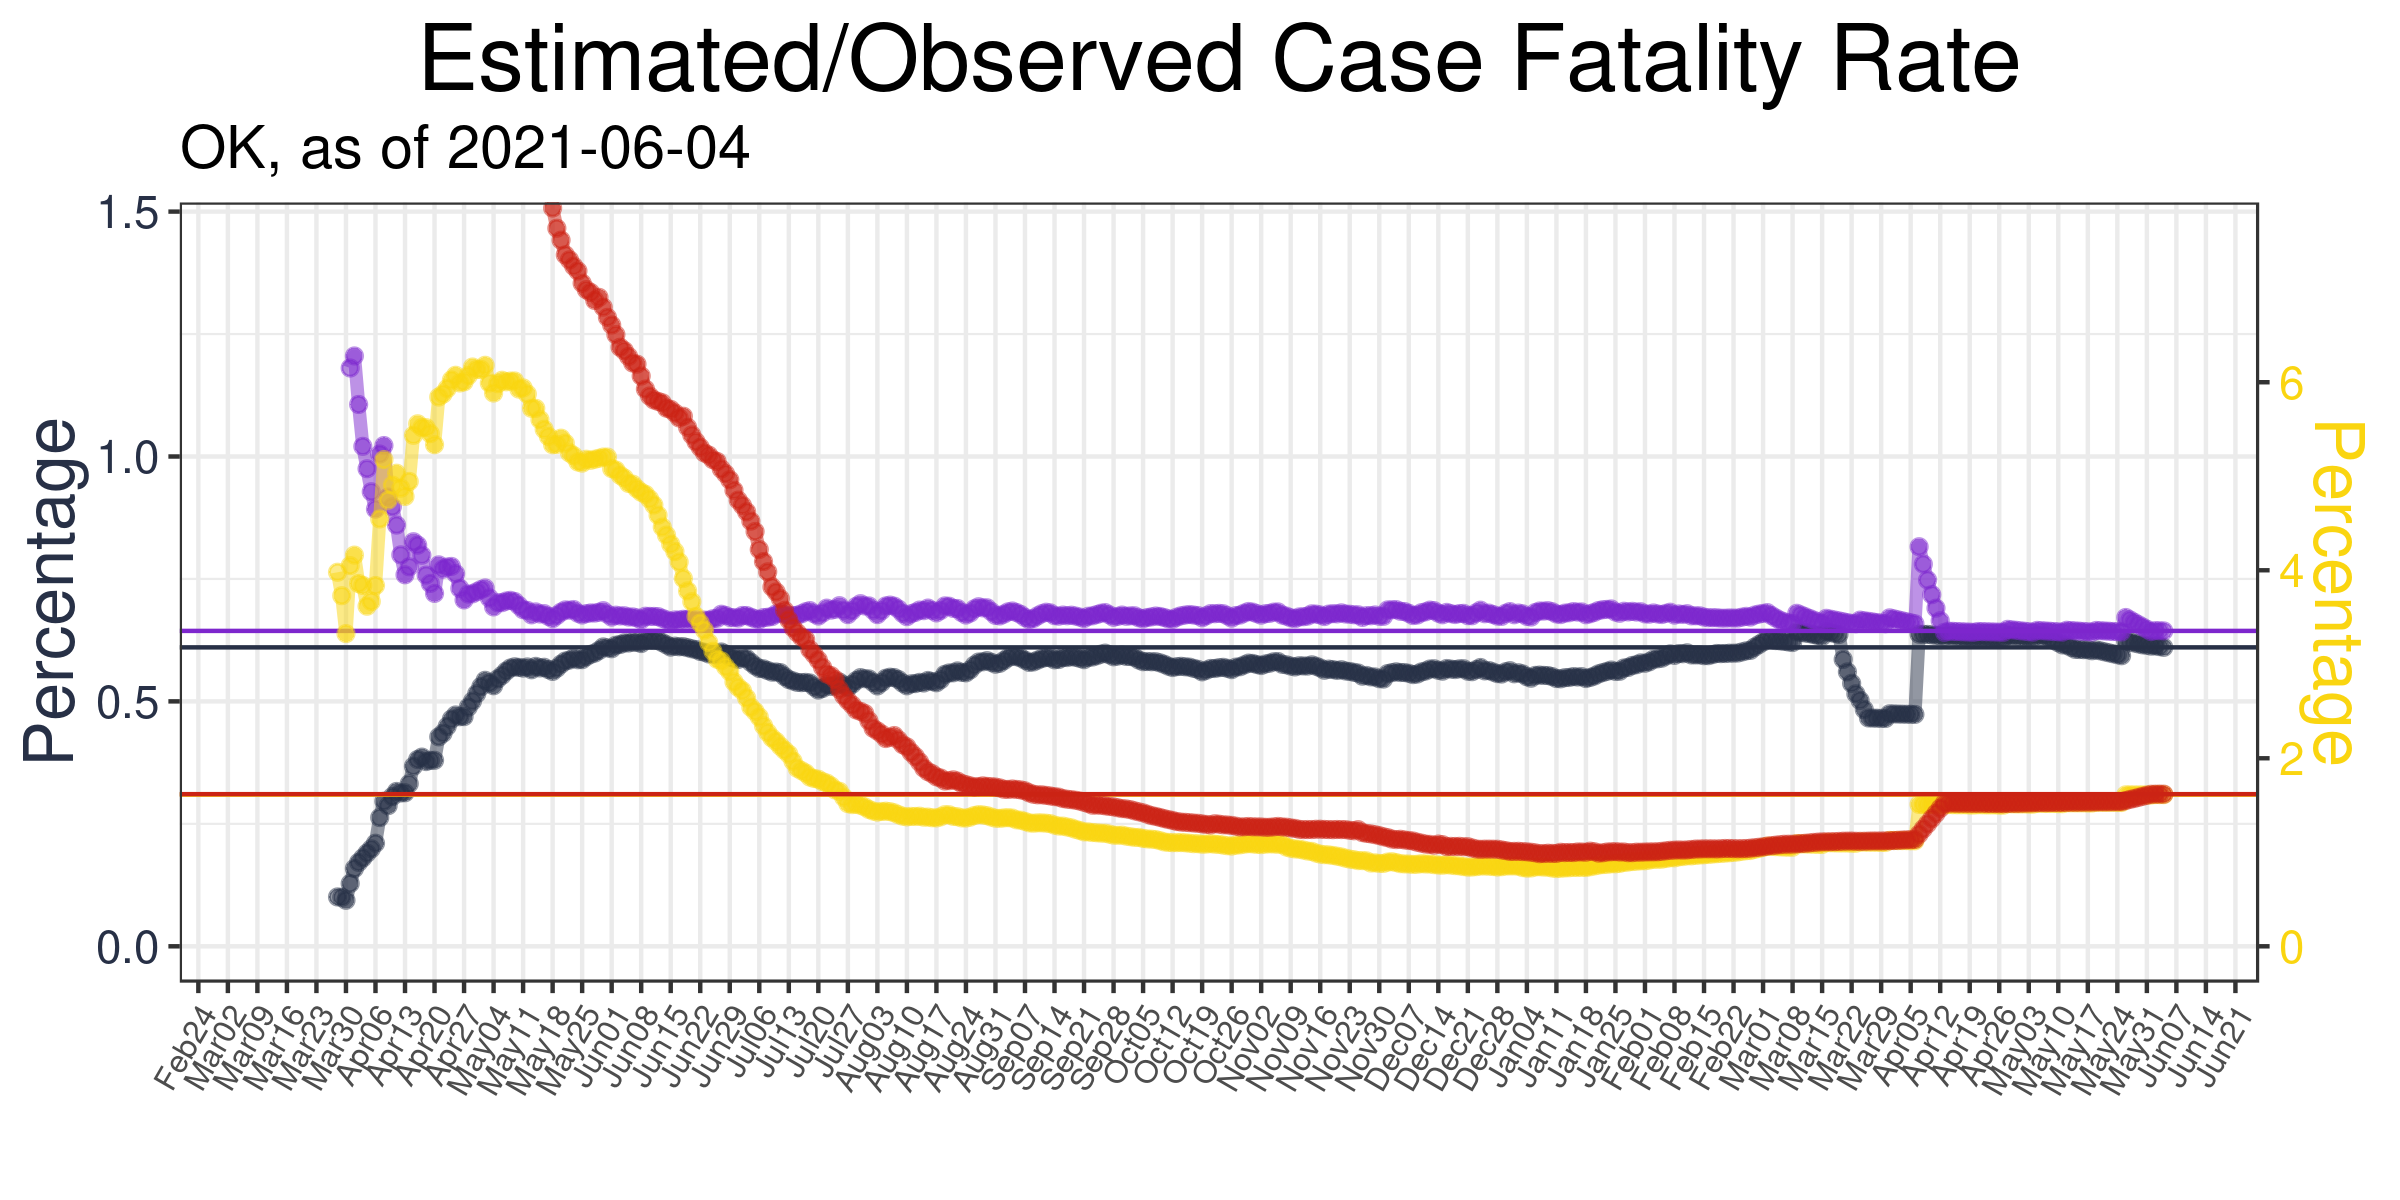 Estimated/Observed Case Fatality Rate
OK, as of 2021-06-04
Percentage
1.5
1.0
0.5
0.0
6
4
2
0
Percentage
Feb24
Mar02
Mar09
Mar16
Mar23
Mar30
Apr06
Apr13
Apr20
Apr27
May04
May11
May18
May25
Jun01
Jun08
Jun15
Jun22
Jun29
Jul06
Jul13
Jul20
Jul27
Aug03
Aug10
Aug17
Aug24
Aug31
Sep07
Sep14
Sep21
Sep28
Oct05
Oct12
Oct19
Oct26
Nov02
Nov09
Nov16
Nov23
Nov30
Dec07
Dec14
Dec21
Dec28
Jan04
Jan11
Jan18
Jan25
Feb01
Feb08
Feb15
Feb22
Mar01
Mar08
Mar15
Mar22
Mar29
Apr05
Apr12
Apr19
Apr26
May03
May10
May17
May24
May31
Jun07
Jun14
Jun21